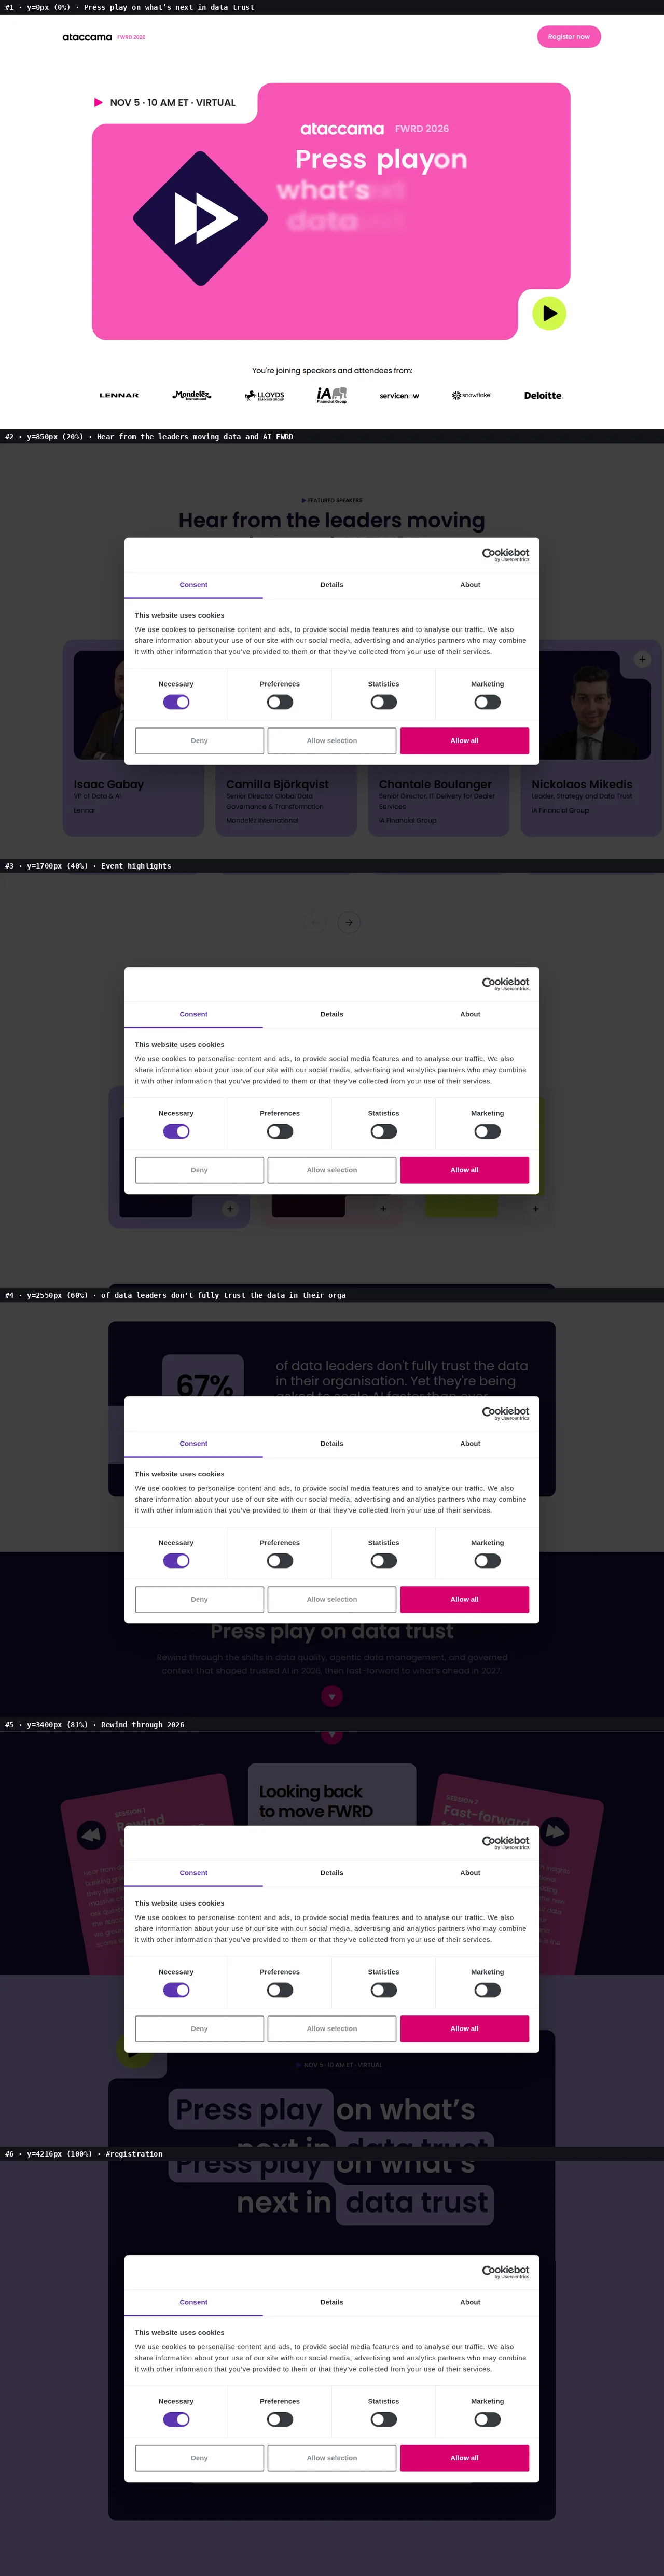 #1 · y=0px (0%) · Press play on what’s next in data trust
ataccama FWRD 2026
Register now
NOV 5 · 10 AM ET · VIRTUAL
ataccama FWRD 2026
Press play on
what’s next
data
You're joining speakers and attendees from:
LENNAR
Mondelēz International
LLOYDS BANKING GROUP
iA Financial Group
servicenow
snowflake
Deloitte.
#2 · y=850px (20%) · Hear from the leaders moving data and AI FWRD
FEATURED SPEAKERS
Hear from the leaders moving
Cookiebot
by Usercentrics
Consent
Details
About
This website uses cookies
We use cookies to personalise content and ads, to provide social media features and to analyse our traffic. We also
share information about your use of our site with our social media, advertising and analytics partners who may combine
it with other information that you’ve provided to them or that they’ve collected from your use of their services.
Necessary
Preferences
Statistics
Marketing
Deny
Allow selection
Allow all
Isaac Gabay
VP of Data & AI
Lennar
Camilla Björkqvist
Senior Director Global Data
Governance & Transformation
Mondelēz International
Chantale Boulanger
Senior Director, IT Delivery for Dealer
Services
iA Financial Group
Nickolaos Mikedis
Leader, Strategy and Data Trust
iA Financial Group
#3 · y=1700px (40%) · Event highlights
Cookiebot
by Usercentrics
Consent
Details
About
This website uses cookies
We use cookies to personalise content and ads, to provide social media features and to analyse our traffic. We also
share information about your use of our site with our social media, advertising and analytics partners who may combine
it with other information that you’ve provided to them or that they’ve collected from your use of their services.
Necessary
Preferences
Statistics
Marketing
Deny
Allow selection
Allow all
#4 · y=2550px (60%) · of data leaders don't fully trust the data in their orga
67%
of data leaders don't fully trust the data
in their organisation. Yet they're being
asked to scale AI faster than ever
Cookiebot
by Usercentrics
Consent
Details
About
This website uses cookies
We use cookies to personalise content and ads, to provide social media features and to analyse our traffic. We also
share information about your use of our site with our social media, advertising and analytics partners who may combine
it with other information that you’ve provided to them or that they’ve collected from your use of their services.
Necessary
Preferences
Statistics
Marketing
Deny
Allow selection
Allow all
Press play on data trust
Rewind through the shifts in data quality, agentic data management, and governed
context that shaped trusted AI in 2026, then fast-forward to what's ahead in 2027.
#5 · y=3400px (81%) · Rewind through 2026
SESSION 1
Rewind
Looking back
to move FWRD
SESSION 2
Fast-forward
Cookiebot
by Usercentrics
Consent
Details
About
This website uses cookies
We use cookies to personalise content and ads, to provide social media features and to analyse our traffic. We also
share information about your use of our site with our social media, advertising and analytics partners who may combine
it with other information that you’ve provided to them or that they’ve collected from your use of their services.
Necessary
Preferences
Statistics
Marketing
Deny
Allow selection
Allow all
NOV 5 · 10 AM ET · VIRTUAL
Press play on what’s
next in data trust
#6 · y=4216px (100%) · #registration
Press play on what’s
next in data trust
Cookiebot
by Usercentrics
Consent
Details
About
This website uses cookies
We use cookies to personalise content and ads, to provide social media features and to analyse our traffic. We also
share information about your use of our site with our social media, advertising and analytics partners who may combine
it with other information that you’ve provided to them or that they’ve collected from your use of their services.
Necessary
Preferences
Statistics
Marketing
Deny
Allow selection
Allow all